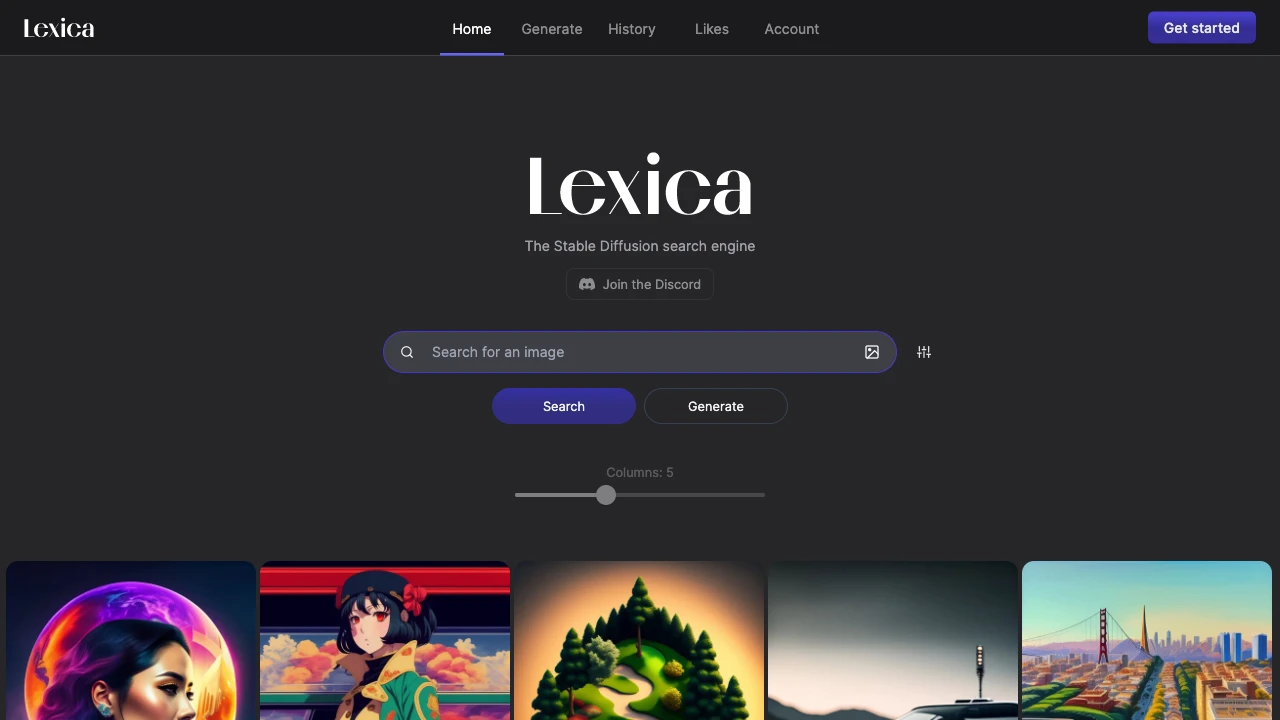 Lexica
Home
Generate
History
Likes
Account
Get started
Lexica
The Stable Diffusion search engine
Join the Discord
Search for an image
Search
Generate
Columns: 5